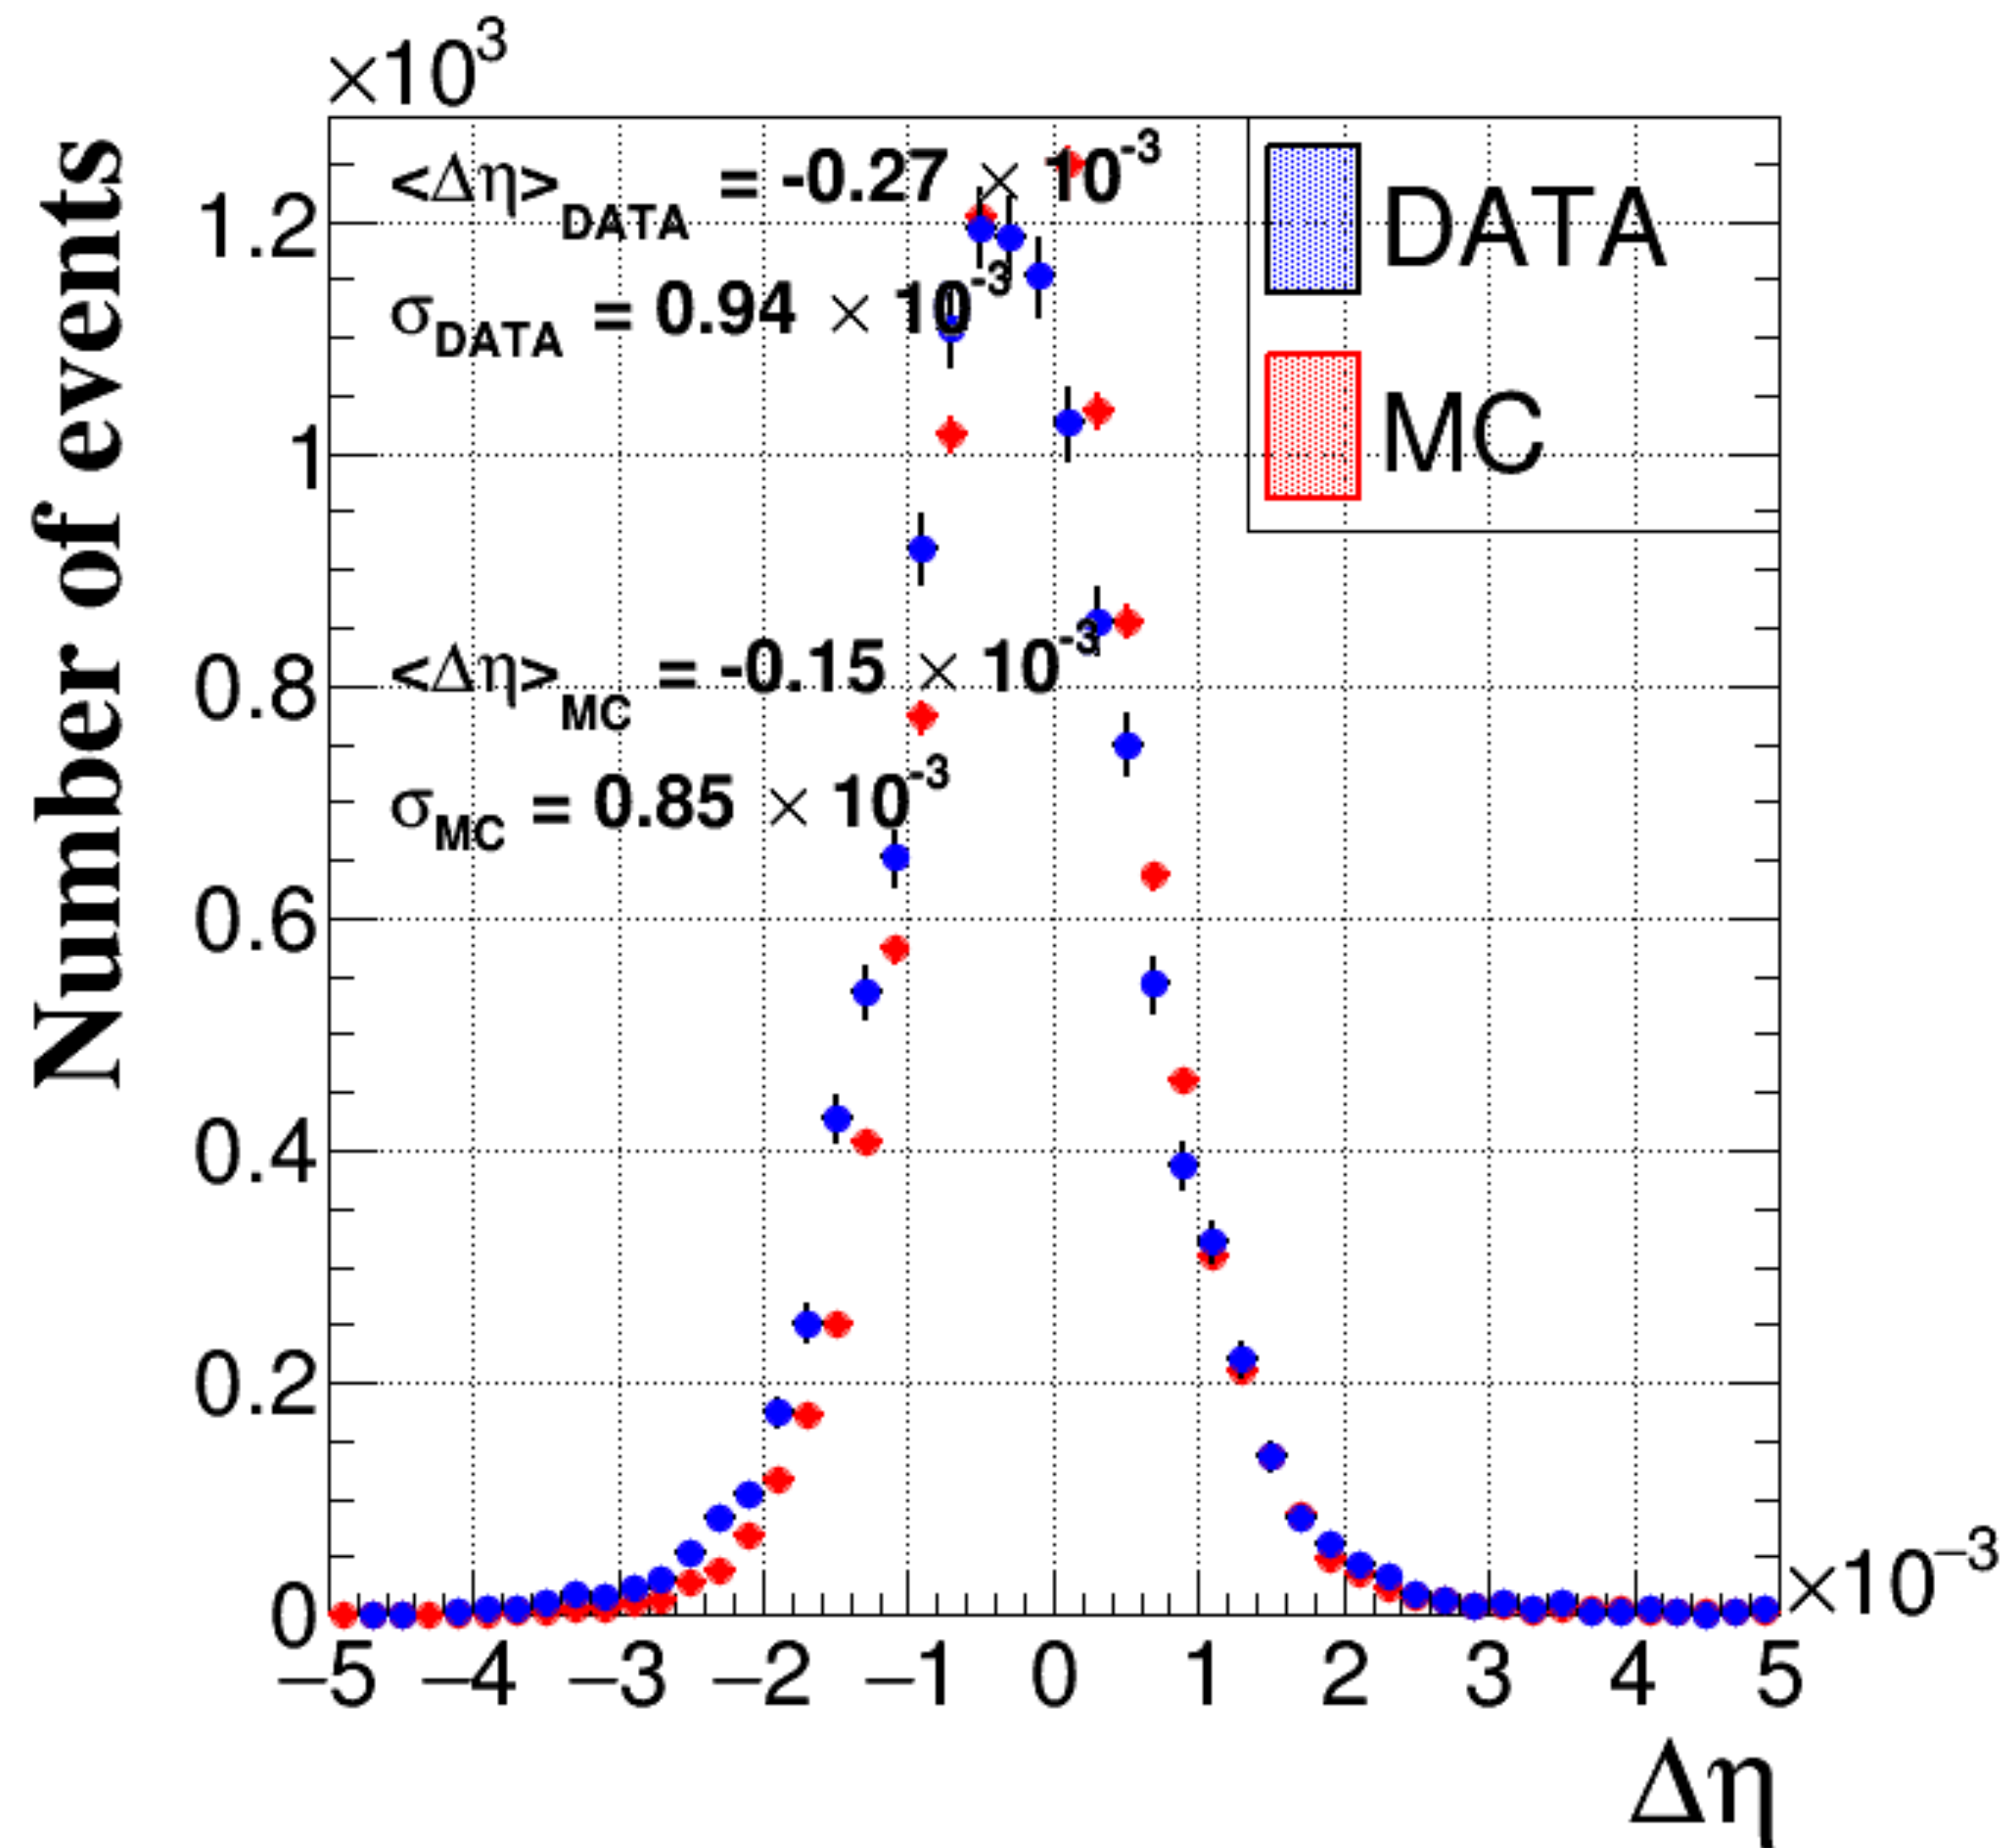 ×10³
Number of events
<Δη>DATA = -0.27 × 10⁻³
σDATA = 0.94 × 10⁻³
<Δη>MC = -0.15 × 10⁻³
σMC = 0.85 × 10⁻³
DATA
MC
1.2
1
0.8
0.6
0.4
0.2
0
−5 −4 −3 −2 −1 0 1 2 3 4 5
×10⁻³
Δη